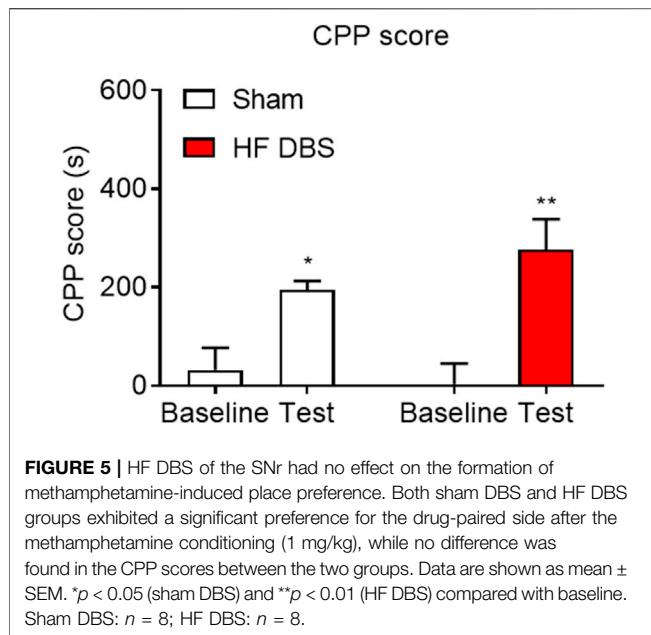 CPP score
600
Sham
HF DBS
**
400
CPP score (s)
*
200
0
Baseline Test Baseline Test
FIGURE 5 | HF DBS of the SNr had no effect on the formation of
methamphetamine-induced place preference. Both sham DBS and HF DBS
groups exhibited a significant preference for the drug-paired side after the
methamphetamine conditioning (1 mg/kg), while no difference was
found in the CPP scores between the two groups. Data are shown as mean ±
SEM. *p < 0.05 (sham DBS) and **p < 0.01 (HF DBS) compared with baseline.
Sham DBS: n = 8; HF DBS: n = 8.